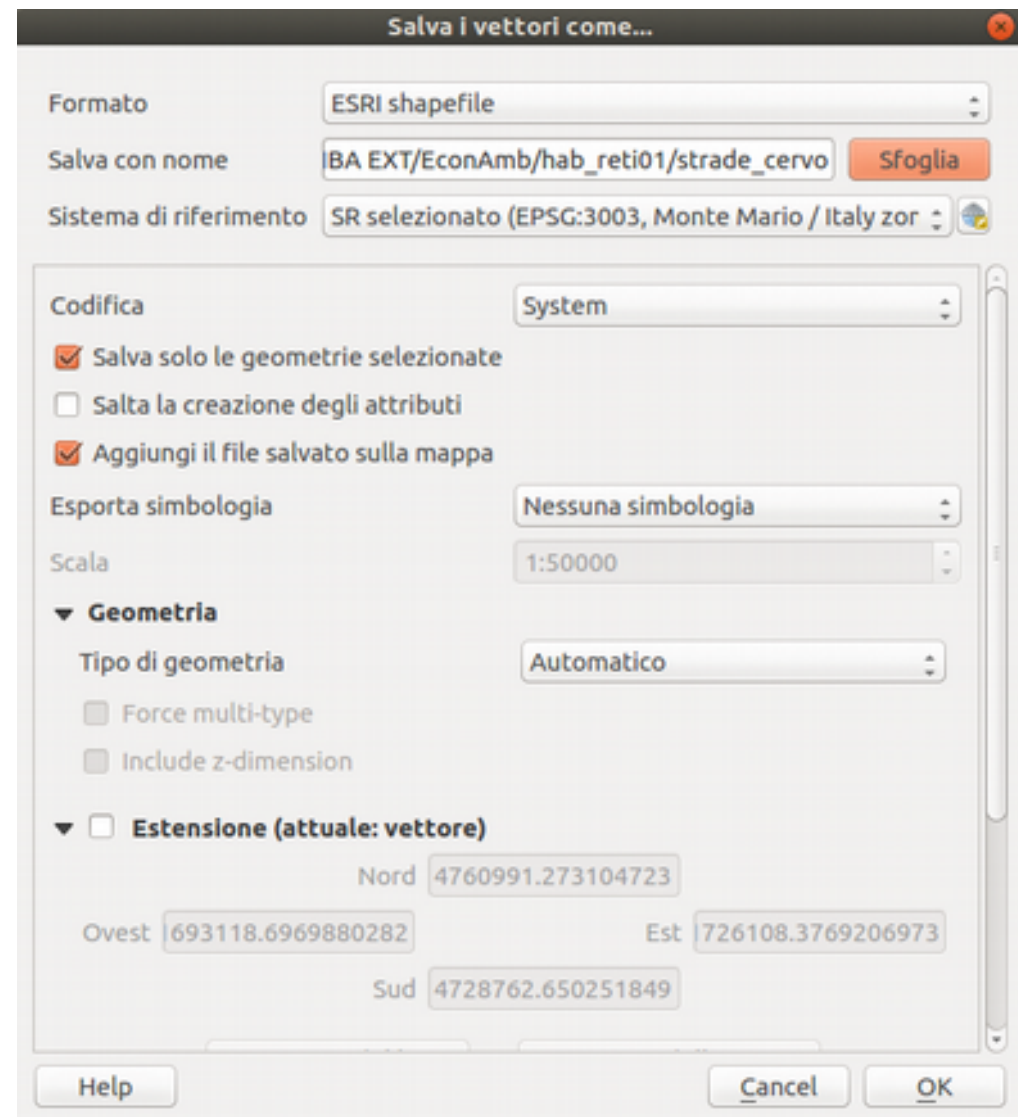 Salva i vettori come...
Formato ESRI shapefile
Salva con nome BA EXT/EconAmb/hab_reti01/strade_cervo Sfoglia
Sistema di riferimento SR selezionato (EPSG:3003, Monte Mario / Italy zor
Codifica System
Salva solo le geometrie selezionate
Salta la creazione degli attributi
Aggiungi il file salvato sulla mappa
Esporta simbologia Nessuna simbologia
Scala 1:50000
Geometria
Tipo di geometria Automatico
Force multi-type
Include z-dimension
Estensione (attuale: vettore)
Nord 4760991.273104723
Ovest 693118.6969880282 Est 726108.3769206973
Sud 4728762.650251849
Help Cancel OK